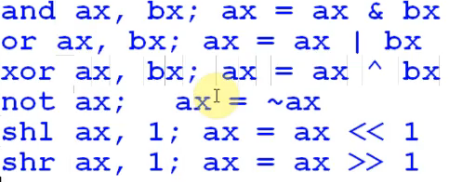 and ax, bx; ax = ax & bx
or ax, bx; ax = ax | bx
xor ax, bx; ax = ax ^ bx
not ax;  ax = ~ax
shl ax, 1; ax = ax << 1
shr ax, 1; ax = ax >> 1